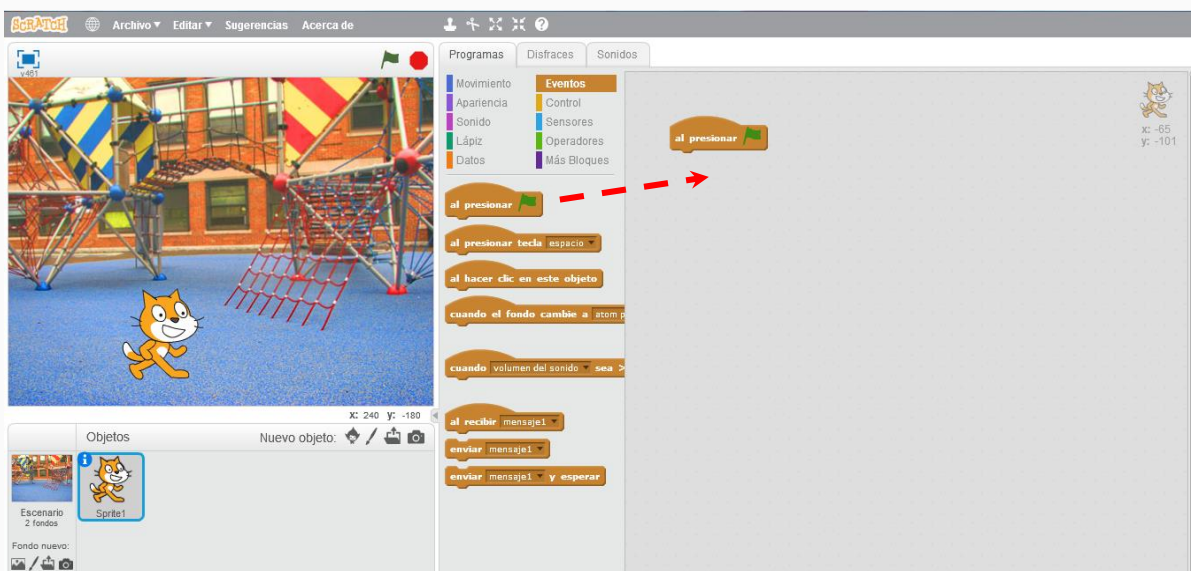 SCRATCH Archivo Editar Sugerencias Acerca de
v461
Programas Disfraces Sonidos
Movimiento Eventos
Apariencia Control
Sonido Sensores
Lápiz Operadores
Datos Más Bloques
al presionar
al presionar tecla espacio
al hacer clic en este objeto
cuando el fondo cambie a atom p
cuando volumen del sonido sea >
al recibir mensaje1
enviar mensaje1
enviar mensaje1 y esperar
al presionar
x: -65
y: -101
X: 240 y: -180
Objetos Nuevo objeto:
Escenario
2 fondos
Sprite1
Fondo nuevo: